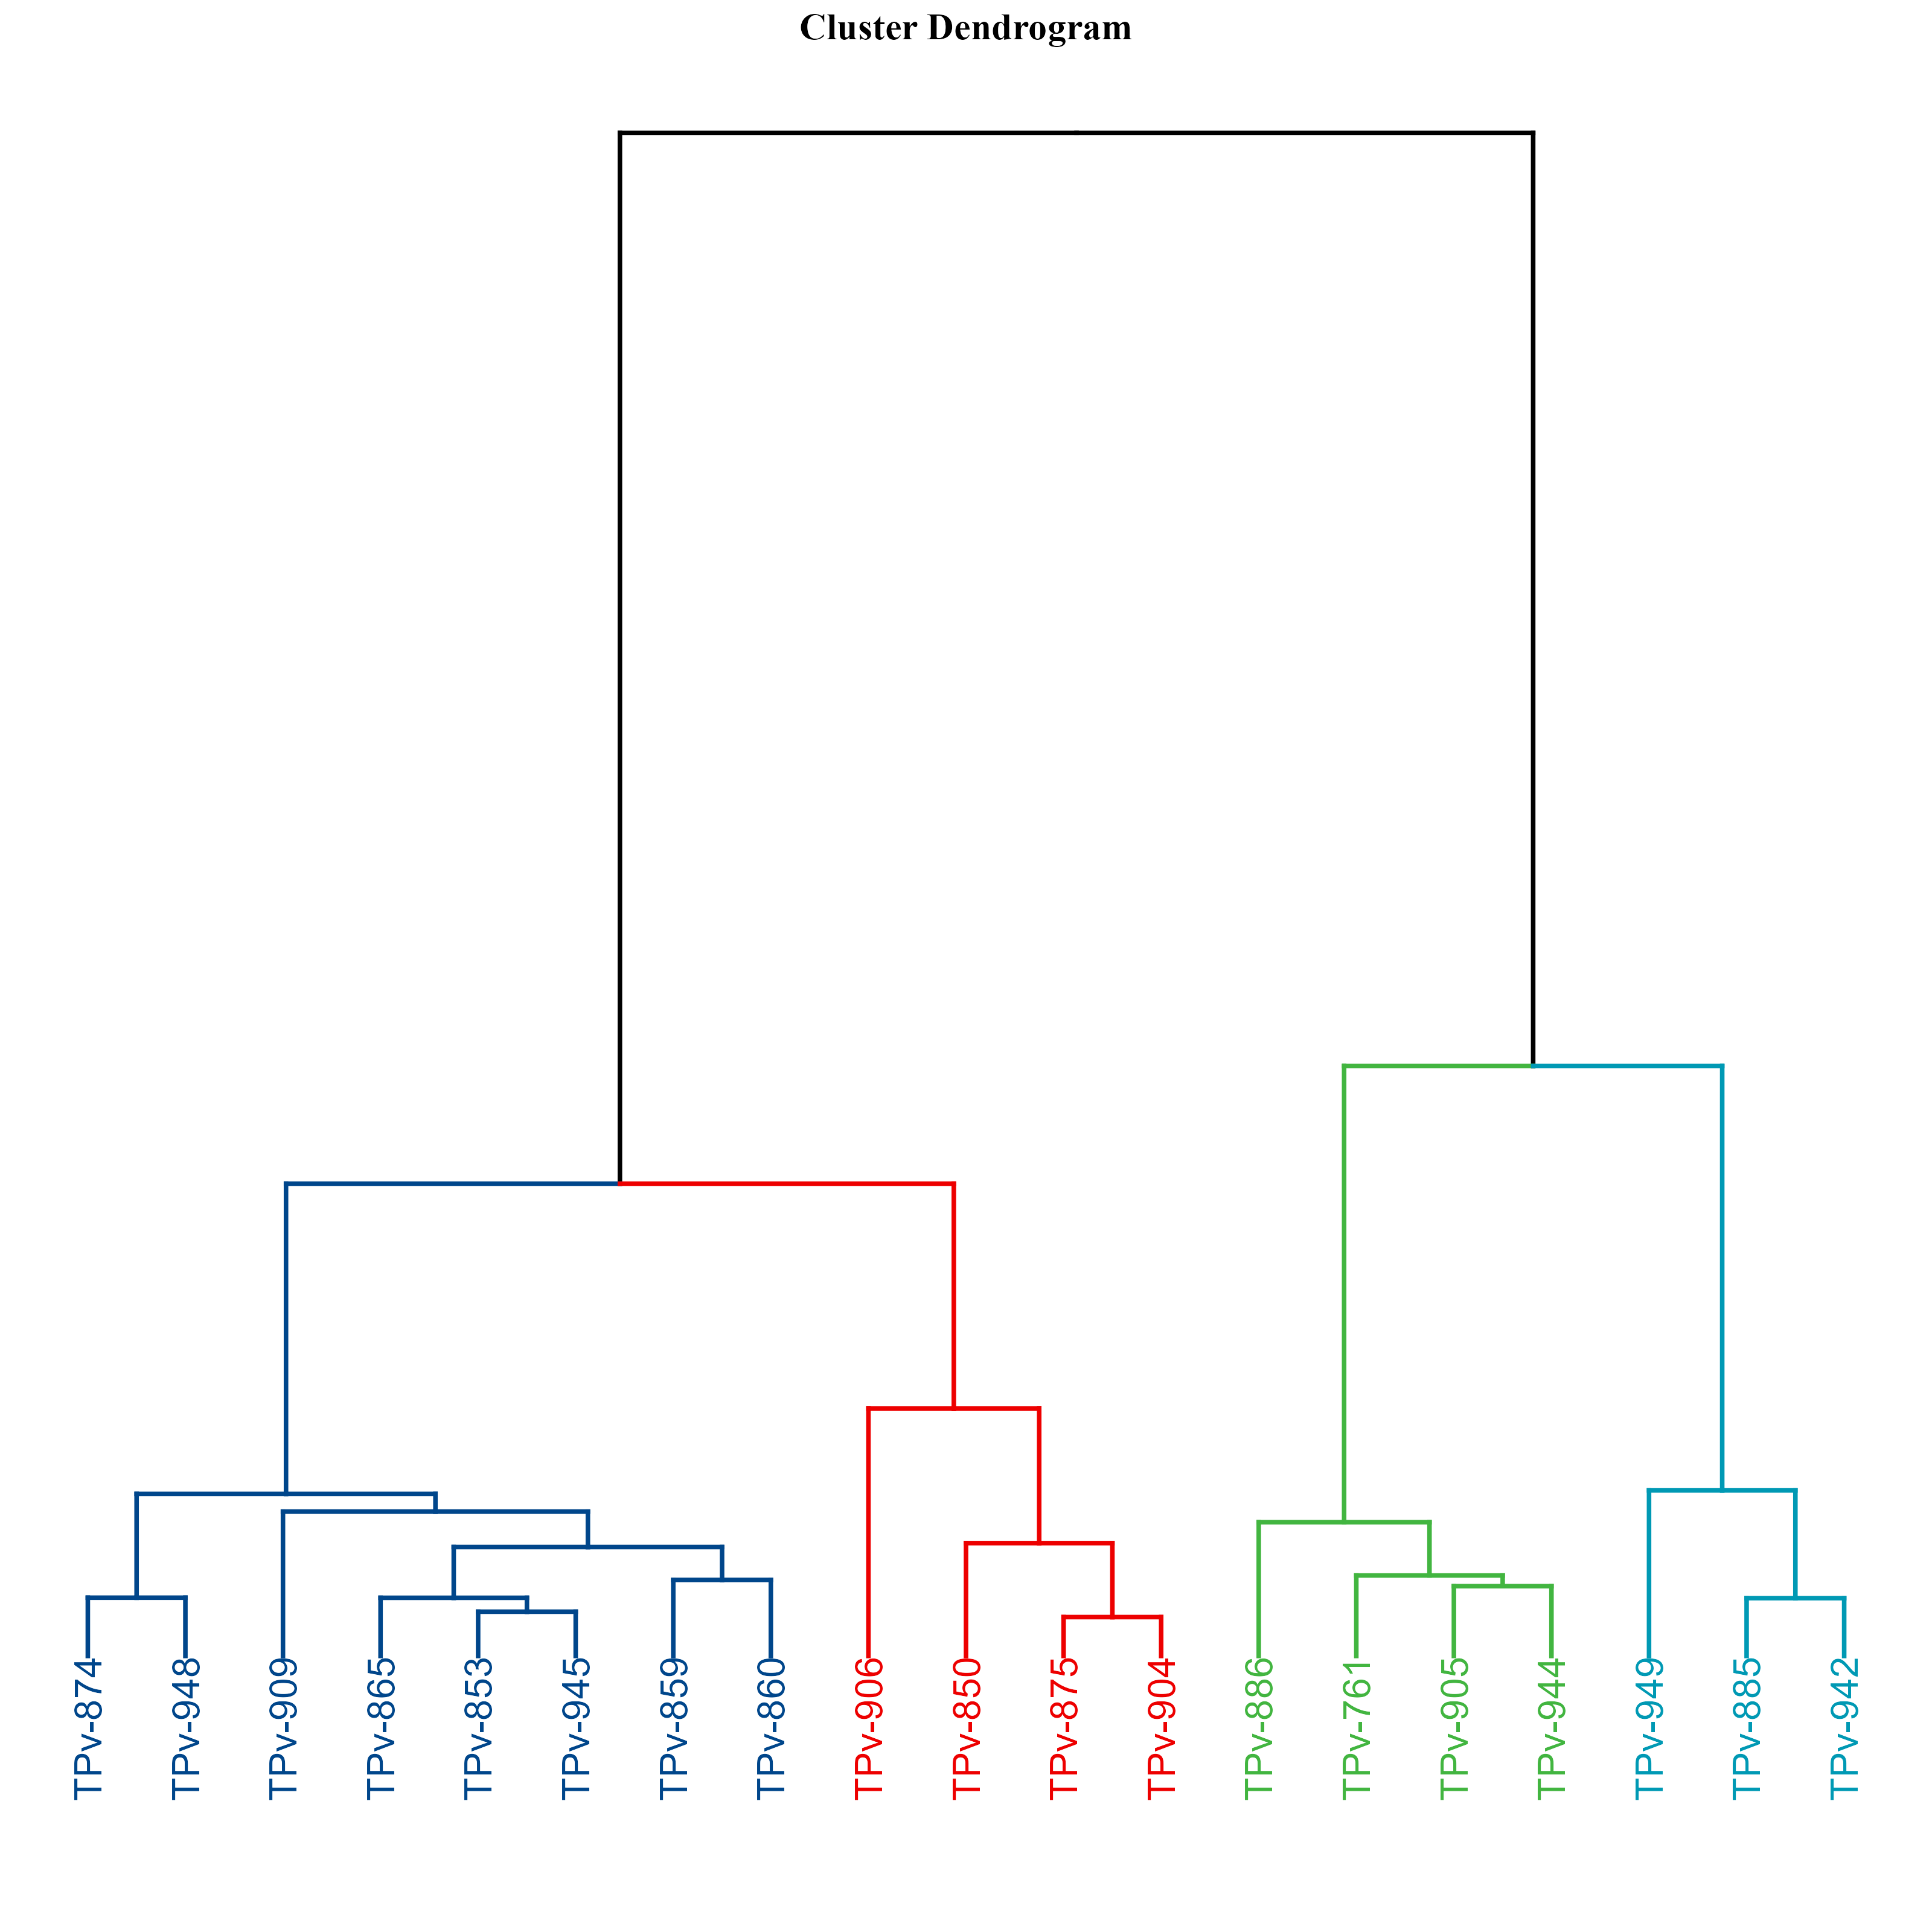 Cluster Dendrogram
TPv-874
TPv-948
TPv-908
TPv-865
TPv-853
TPv-945
TPv-859
TPv-860
TPv-906
TPv-850
TPv-875
TPv-904
TPv-886
TPv-761
TPv-905
TPv-944
TPv-949
TPv-885
TPv-942